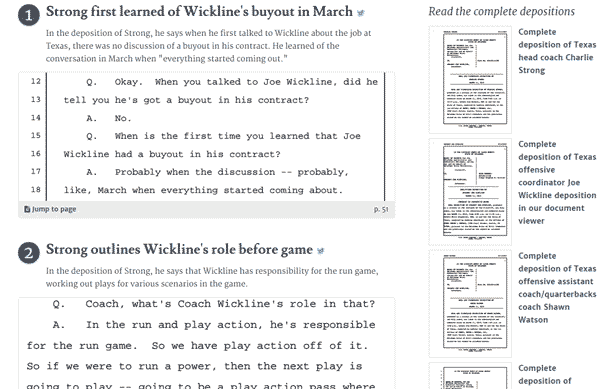 1 Strong first learned of Wickline's buyout in March
In the deposition of Strong, he says when he first talked to Wickline about the job at
Texas, there was no discussion of a buyout in his contract. He learned of the
conversation in March when "everything started coming out."
12 Q. Okay. When you talked to Joe Wickline, did he
13 tell you he's got a buyout in his contract?
14 A. No.
15 Q. When is the first time you learned that Joe
16 Wickline had a buyout in his contract?
17 A. Probably when the discussion -- probably,
18 like, March when everything started coming about.
Jump to page p. 51
2 Strong outlines Wickline's role before game
In the deposition of Strong, he says that Wickline has responsibility for the run game,
working out plays for various scenarios in the game.
Q. Coach, what's Coach Wickline's role in that?
A. In the run and play action, he's responsible
for the run game. So we have play action off of it.
So if we were to run a power, then the next play is
going to play -- going to be a play action pass where
Read the complete depositions
Complete
deposition of Texas
head coach Charlie
Strong
Complete
deposition of Texas
offensive
coordinator Joe
Wickline deposition
in our document
viewer
Complete
deposition of Texas
offensive assistant
coach/quarterbacks
coach Shawn
Watson
Complete
deposition of Texas